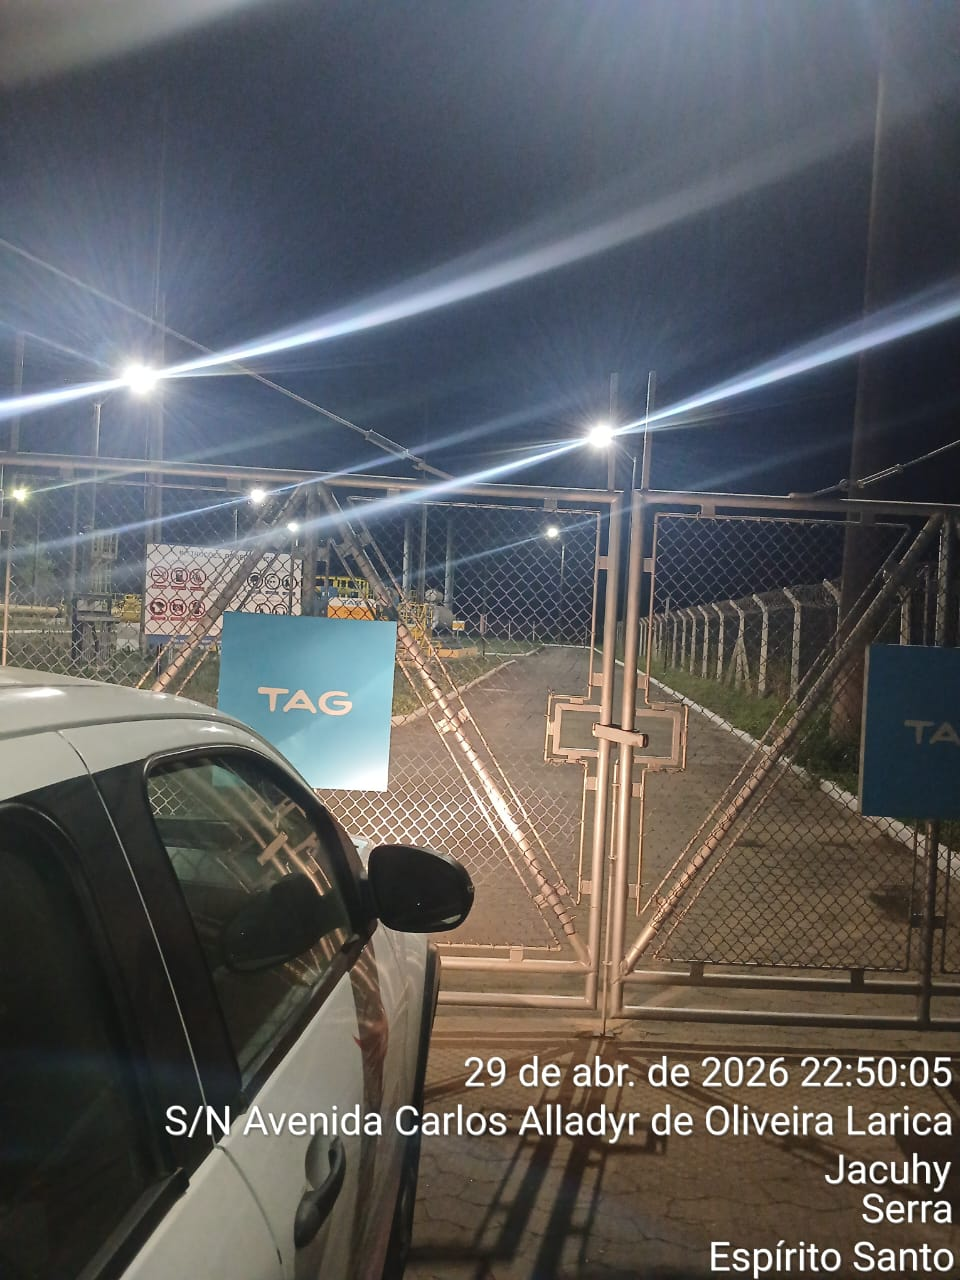 TAG
TA
29 de abr. de 2026 22:50:05
S/N Avenida Carlos Alladyr de Oliveira Larica
Jacuhy
Serra
Espírito Santo